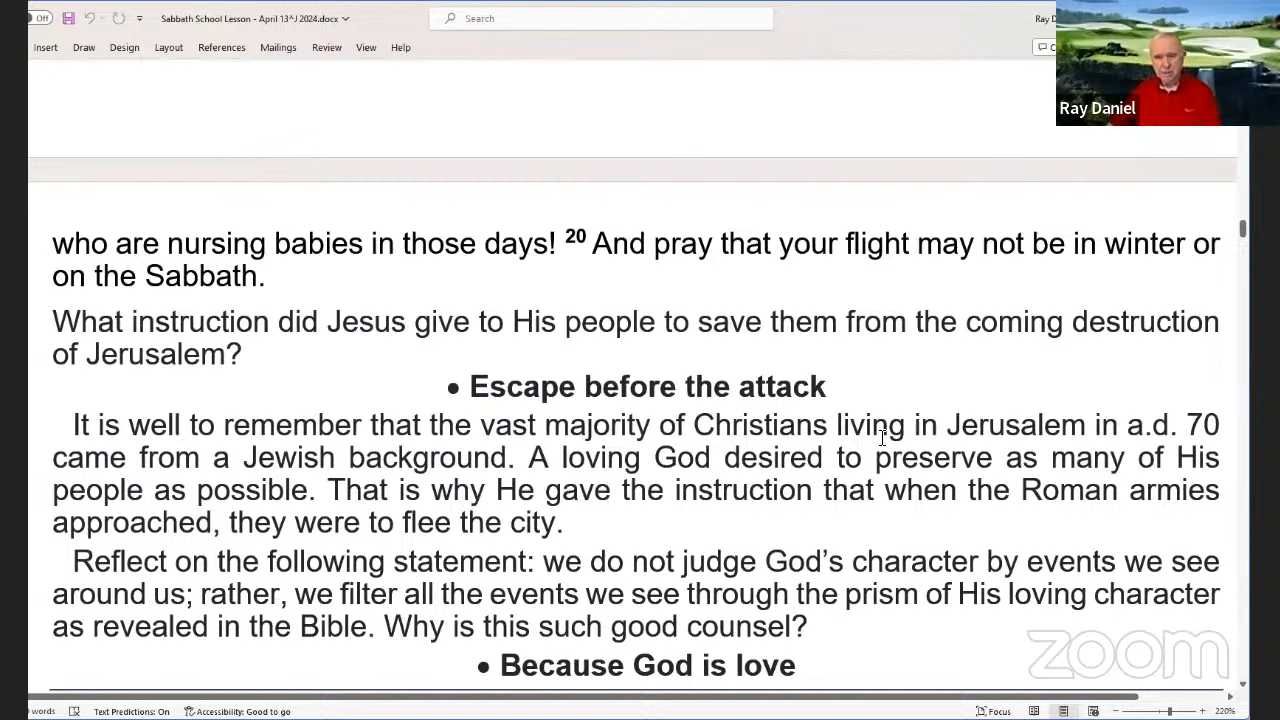 Off
Sabbath School Lesson - April 13^J 2024.docx
Search
Ray D
Insert Draw Design Layout References Mailings Review View Help
Ray Daniel
who are nursing babies in those days! 20 And pray that your flight may not be in winter or
on the Sabbath.
What instruction did Jesus give to His people to save them from the coming destruction
of Jerusalem?
• Escape before the attack
It is well to remember that the vast majority of Christians living in Jerusalem in a.d. 70
came from a Jewish background. A loving God desired to preserve as many of His
people as possible. That is why He gave the instruction that when the Roman armies
approached, they were to flee the city.
Reflect on the following statement: we do not judge God’s character by events we see
around us; rather, we filter all the events we see through the prism of His loving character
as revealed in the Bible. Why is this such good counsel?
• Because God is love
zoom
words Text Predictions: On Accessibility: Good to go Focus 220%